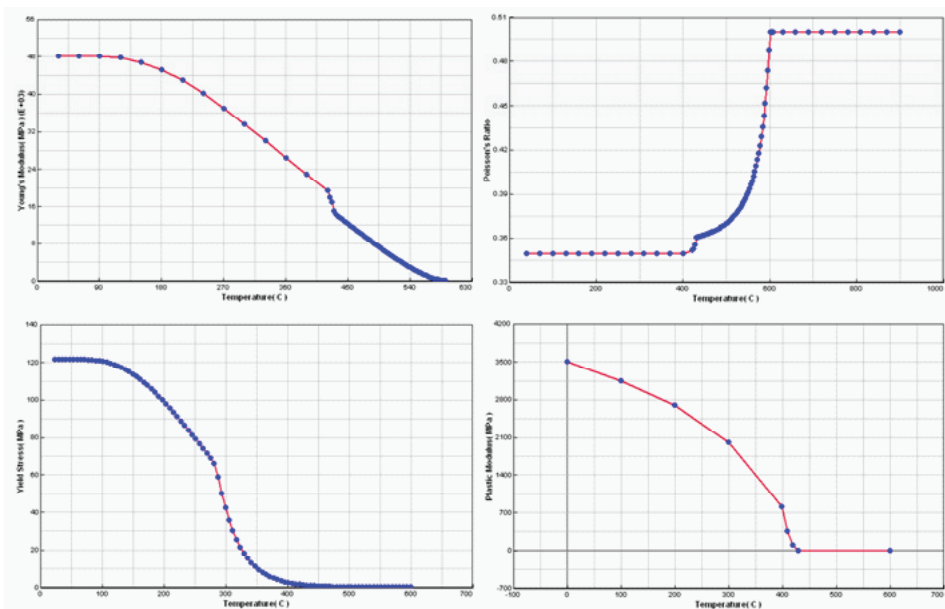 Young's Modulus( MPa ) (E+03)
56
48
40
32
24
16
8
0
0 90 180 270 360 450 540 630
Temperature( C )
Poisson's Ratio
0.51
0.48
0.45
0.42
0.39
0.36
0.33
0 200 400 600 800 1000
Temperature( C )
Yield Stress( MPa )
140
120
100
80
60
40
20
0
0 100 200 300 400 500 600 700
Temperature( C )
Plastic Modulus( MPa )
4200
3500
2800
2100
1400
700
0
-700
-100 0 100 200 300 400 500 600 700
Temperature( C )